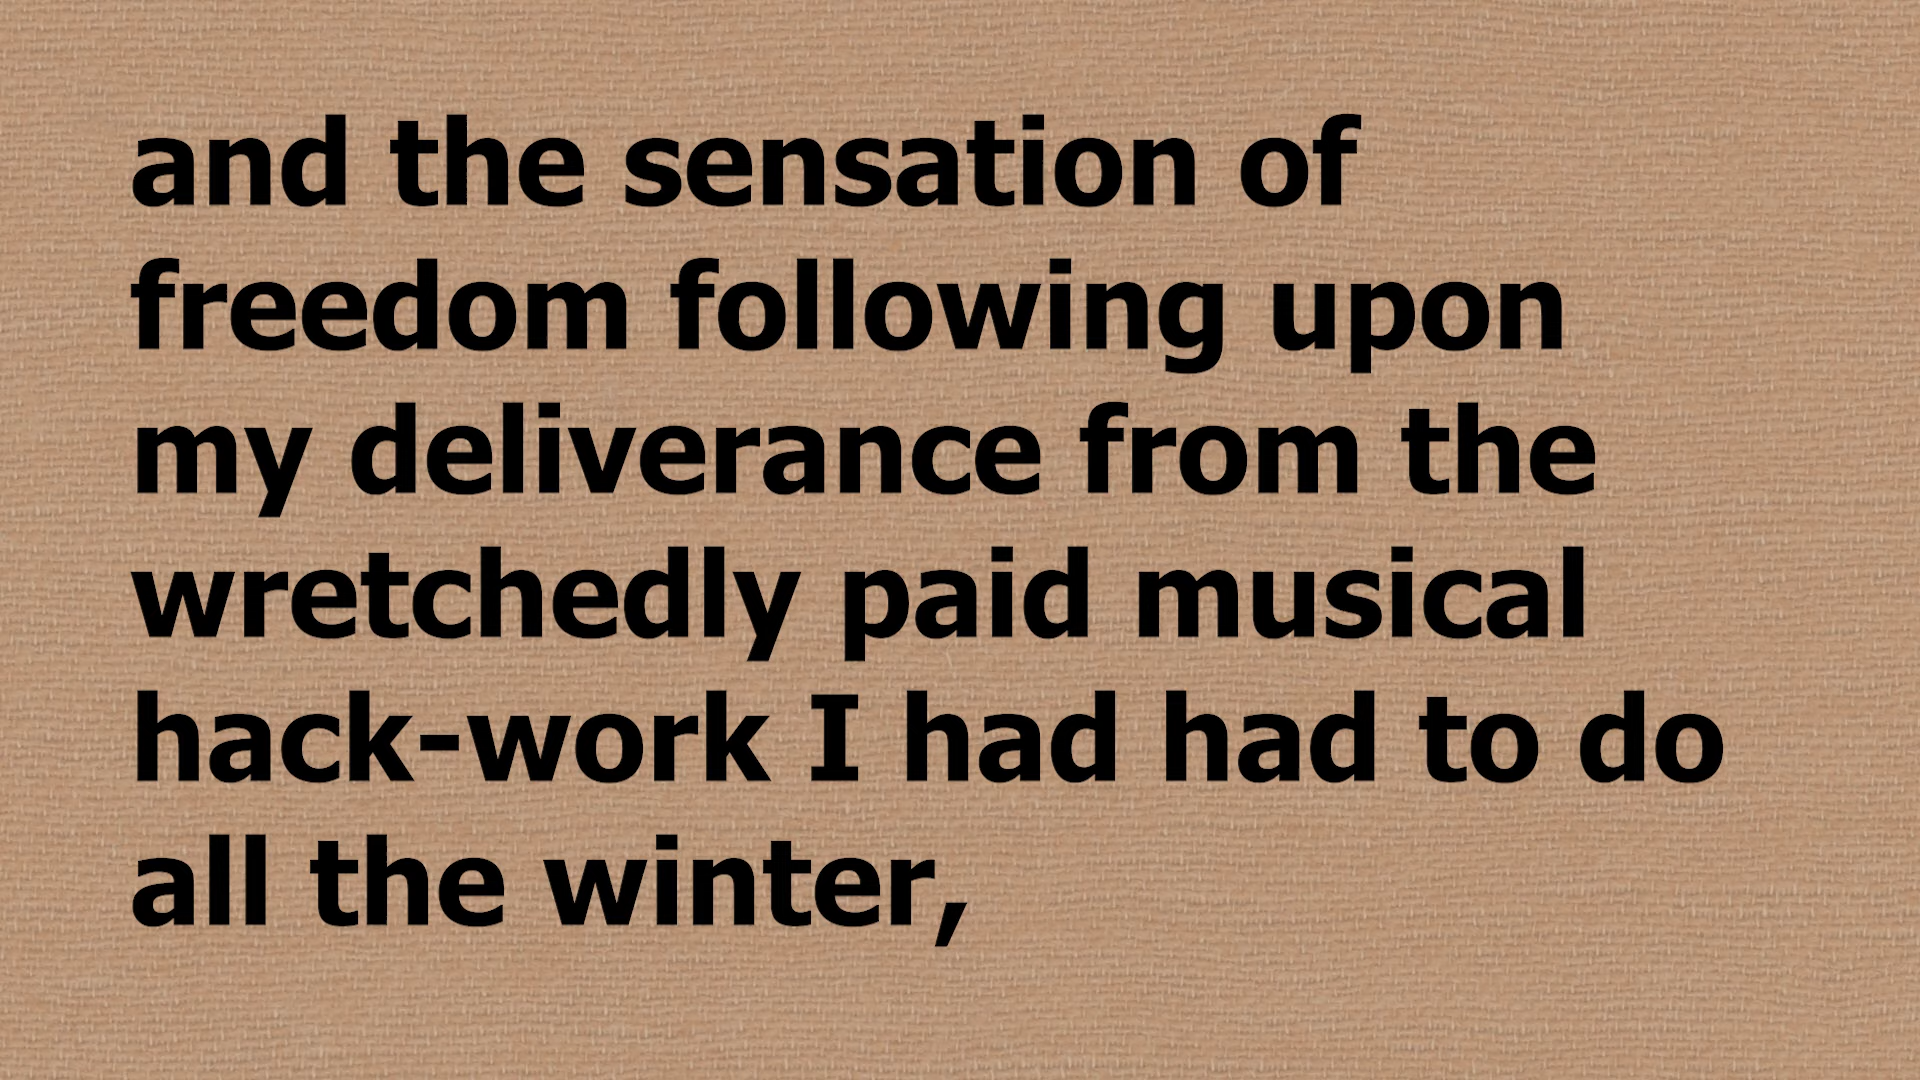 and the sensation of
freedom following upon
my deliverance from the
wretchedly paid musical
hack-work I had had to do
all the winter,